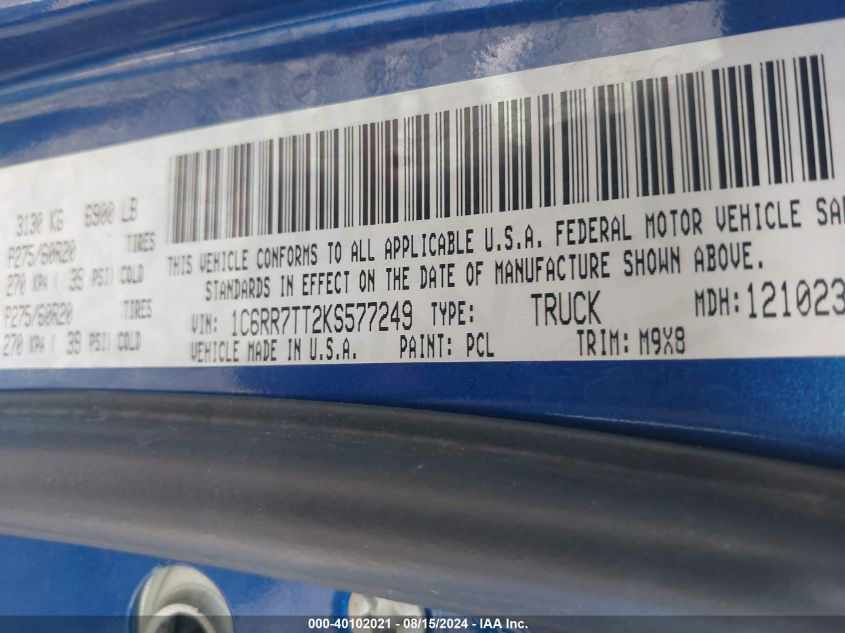 3130 KG 6900 LB
P275/60R20 TIRES
270 KPA ( 39 PSI) COLD
P275/60R20 TIRES
270 KPA ( 39 PSI) COLD
THIS VEHICLE CONFORMS TO ALL APPLICABLE U.S.A. FEDERAL MOTOR VEHICLE SAF
STANDARDS IN EFFECT ON THE DATE OF MANUFACTURE SHOWN ABOVE.
VIN: 1C6RR7TT2KS577249 TYPE: TRUCK MDH:121023
VEHICLE MADE IN U.S.A. PAINT: PCL TRIM: M9X8
000-40102021 - 08/15/2024 - IAA Inc.